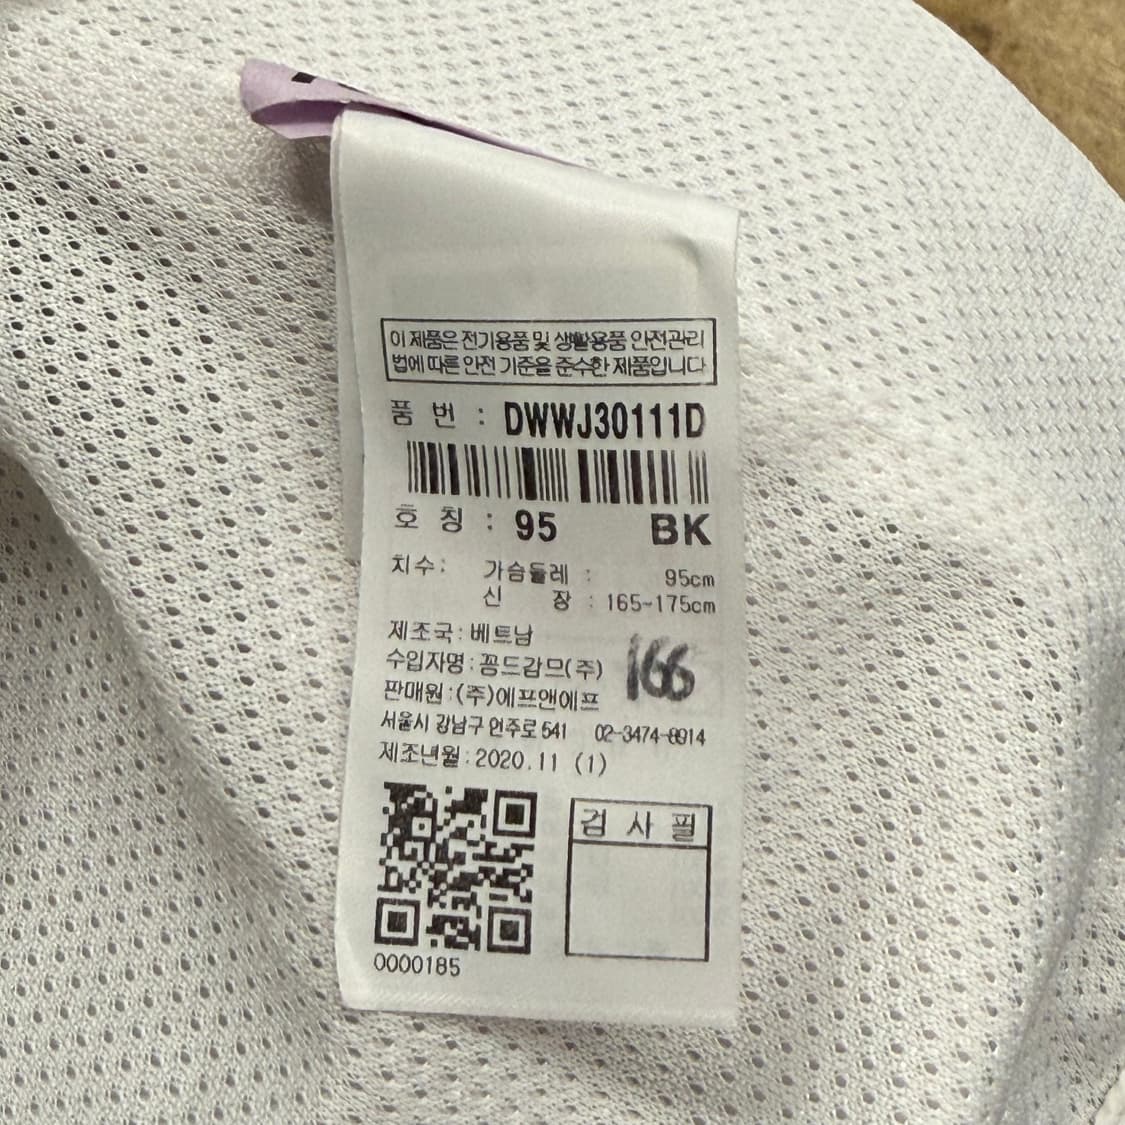 이 제품은 전기용품 및 생활용품 안전관리
법에 따른 안전 기준을 준수한 제품입니다
품 번 : DWWJ30111D
호 칭 : 95 BK
치수: 가슴둘레 : 95cm
신 장 : 165~175cm
제조국: 베트남
수입자명: 꽁드감므(주)
166
판매원:(주)에프앤에프
서울시 강남구 언주로 541 02-3474-8914
제조년월: 2020.11 (1)
검 사 필
0000185